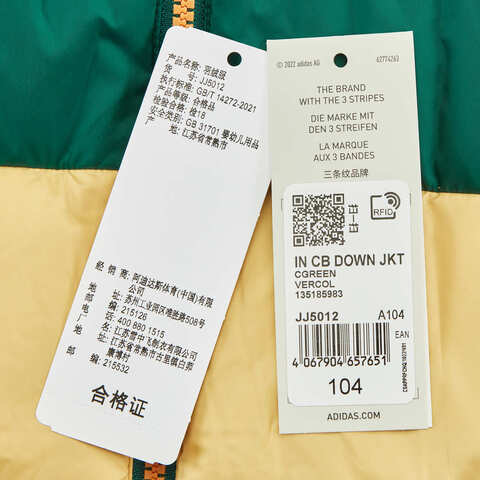 产品名称: 羽绒服
货 号: JJ5012
执行标准: GB/T 14272-2021
产品等级: 合格品
检验合格: 检18
安全类别: GB 31701 婴幼儿用品
产 地: 江苏省常熟市
经 销 商: 阿迪达斯体育(中国)有限
公司
地 址: 苏州工业园区唯胜路508号
邮 编: 215126
电 话: 400 880 1515
厂 商: 江苏雪中飞制衣有限公司
地 址: 江苏省常熟市古里镇白茆
康博村
邮 编: 215532
合格证
© 2022 adidas AG
62774263
THE BRAND
WITH THE 3 STRIPES
DIE MARKE MIT
DEN 3 STREIFEN
LA MARQUE
AUX 3 BANDES
三条纹品牌
RFID
IN CB DOWN JKT
CGREEN
VERCOL
135185983
JJ5012 A104
EAN
4 067904 657651
104
ADIDAS.COM